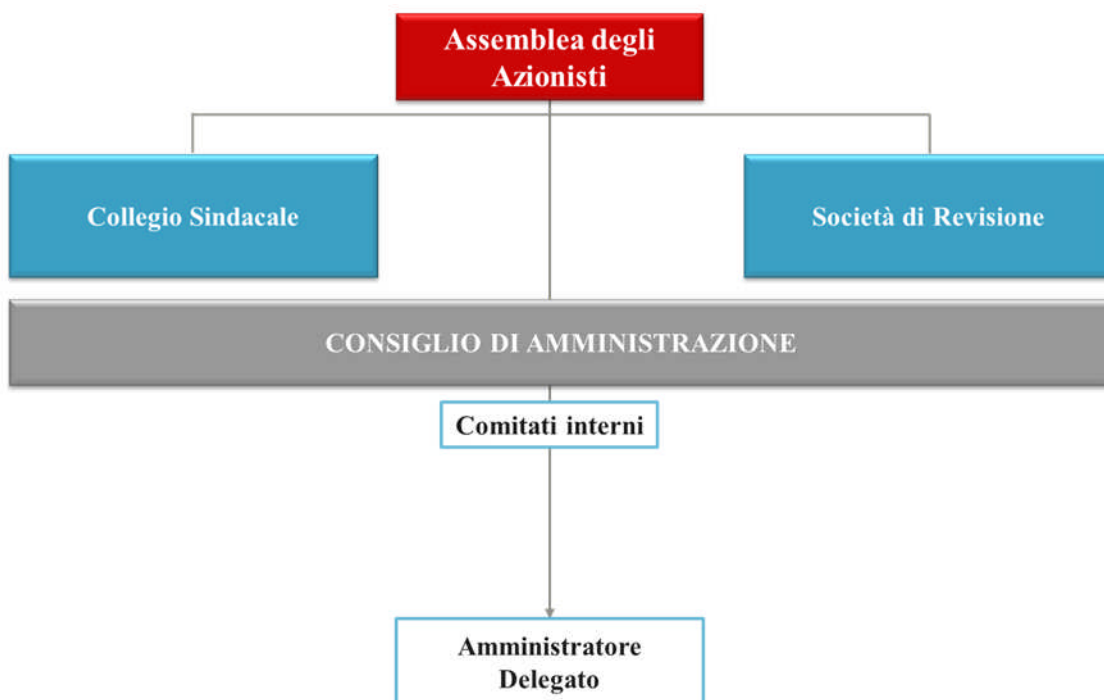 Assemblea degli
Azionisti
Collegio Sindacale
Società di Revisione
CONSIGLIO DI AMMINISTRAZIONE
Comitati interni
Amministratore
Delegato